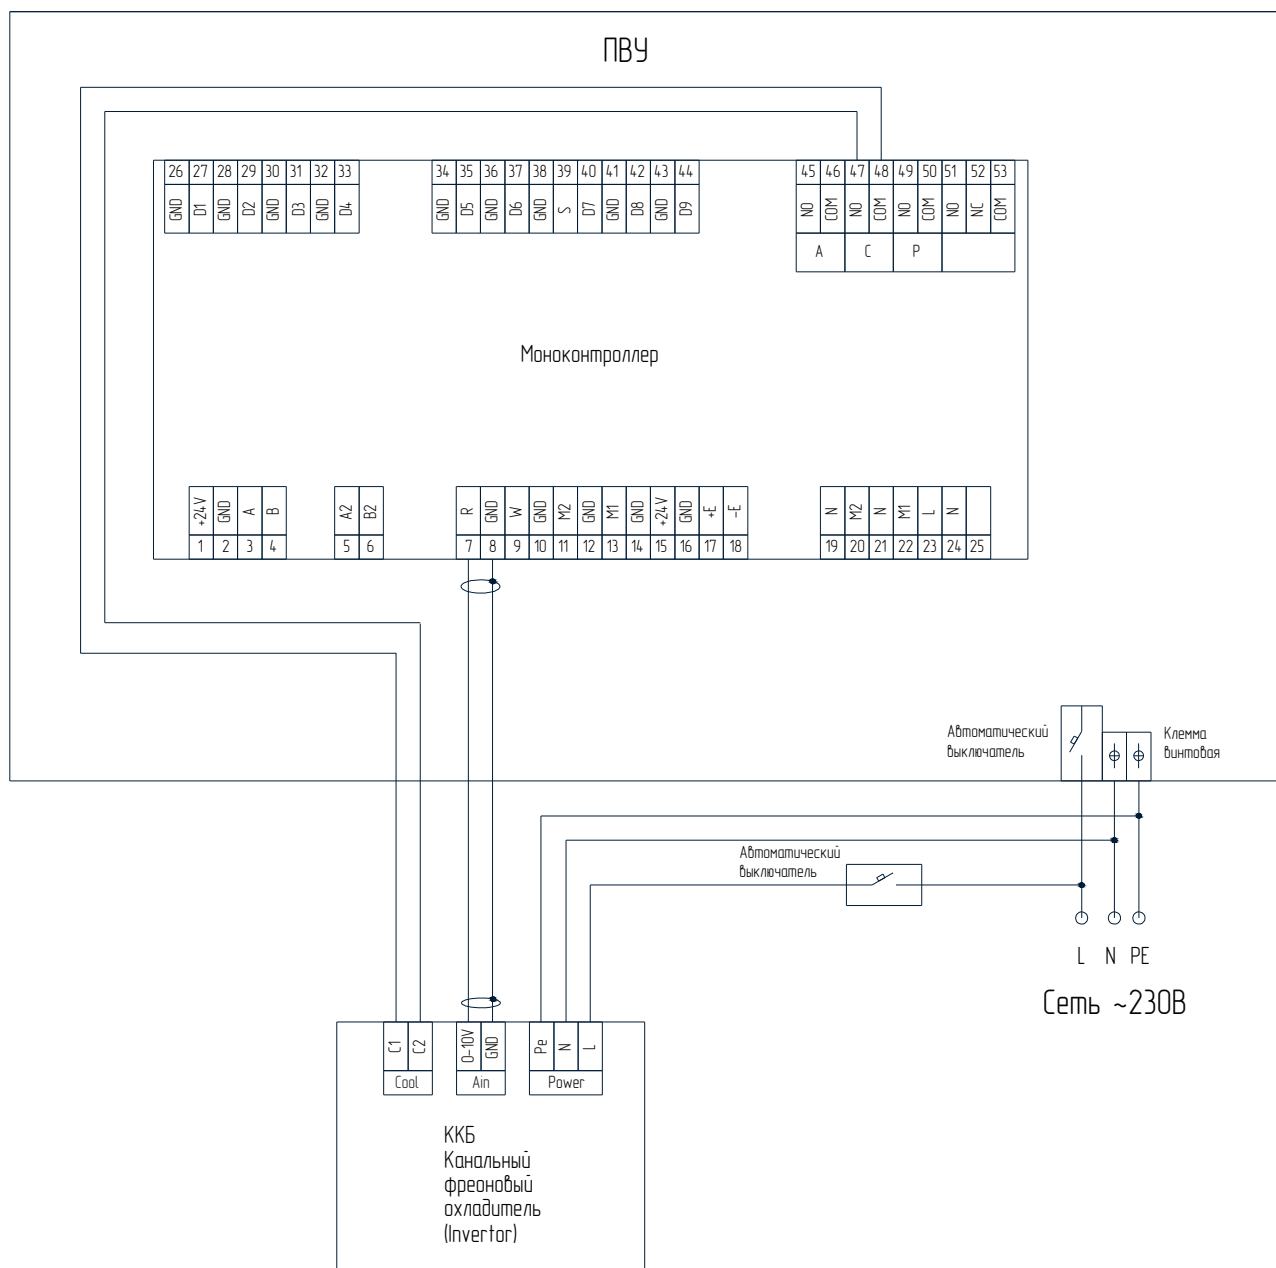 ПВУ
26 27 28 29 30 31 32 33 34 35 36 37 38 39 40 41 42 43 44 45 46 47 48 49 50 51 52 53
GND D1 GND D2 GND D3 GND D4 GND D5 GND D6 GND S D7 GND D8 GND D9 NO COM NO COM NO COM NO NC COM
A C P
Моноконтроллер
+24V GND A B A2 B2 R GND W GND M2 GND M1 GND +24V GND +E -E N M2 N M1 L N
1 2 3 4 5 6 7 8 9 10 11 12 13 14 15 16 17 18 19 20 21 22 23 24 25
Автоматический
выключатель
Клемма
винтовая
Автоматический
выключатель
L N PE
Сеть ~230В
C1 C2 0-10V GND Pe N L
Cool Ain Power
ККБ
Канальный
фреоновый
охладитель
(Invertor)